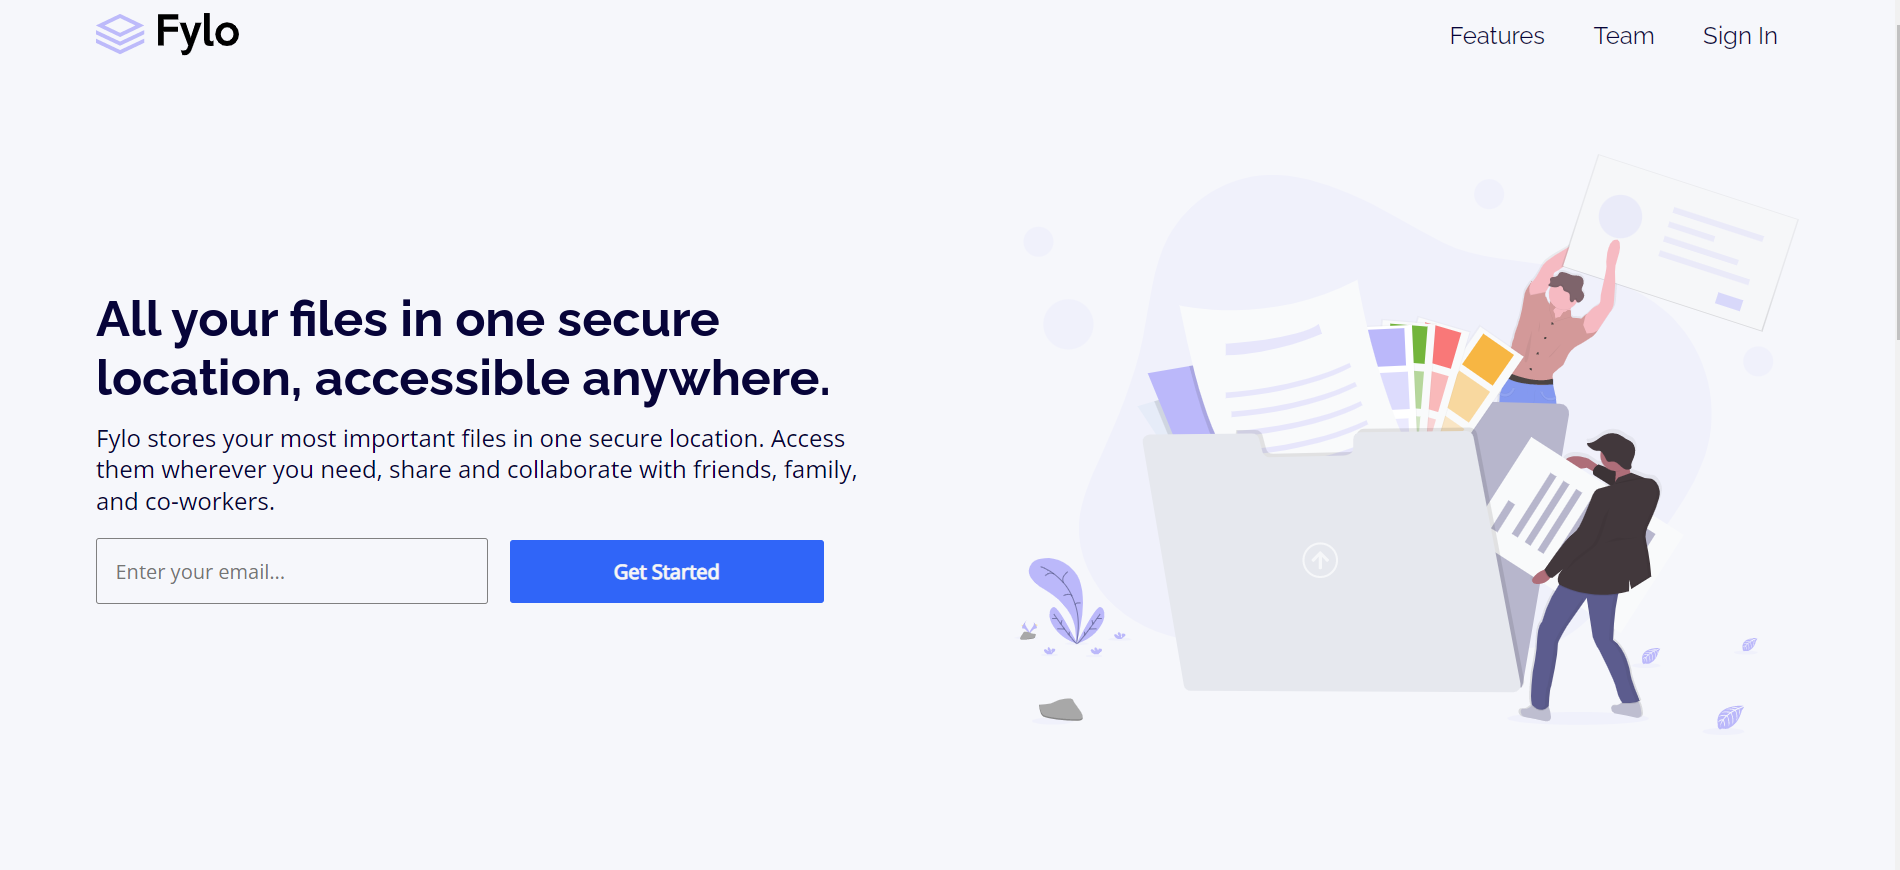 Fylo
Features
Team
Sign In
All your files in one secure
location, accessible anywhere.
Fylo stores your most important files in one secure location. Access
them wherever you need, share and collaborate with friends, family,
and co-workers.
Enter your email...
Get Started